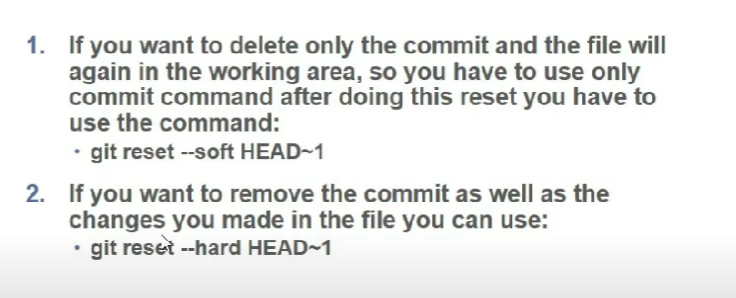 1. If you want to delete only the commit and the file will
again in the working area, so you have to use only
commit command after doing this reset you have to
use the command:
• git reset --soft HEAD~1
2. If you want to remove the commit as well as the
changes you made in the file you can use:
• git reset --hard HEAD~1